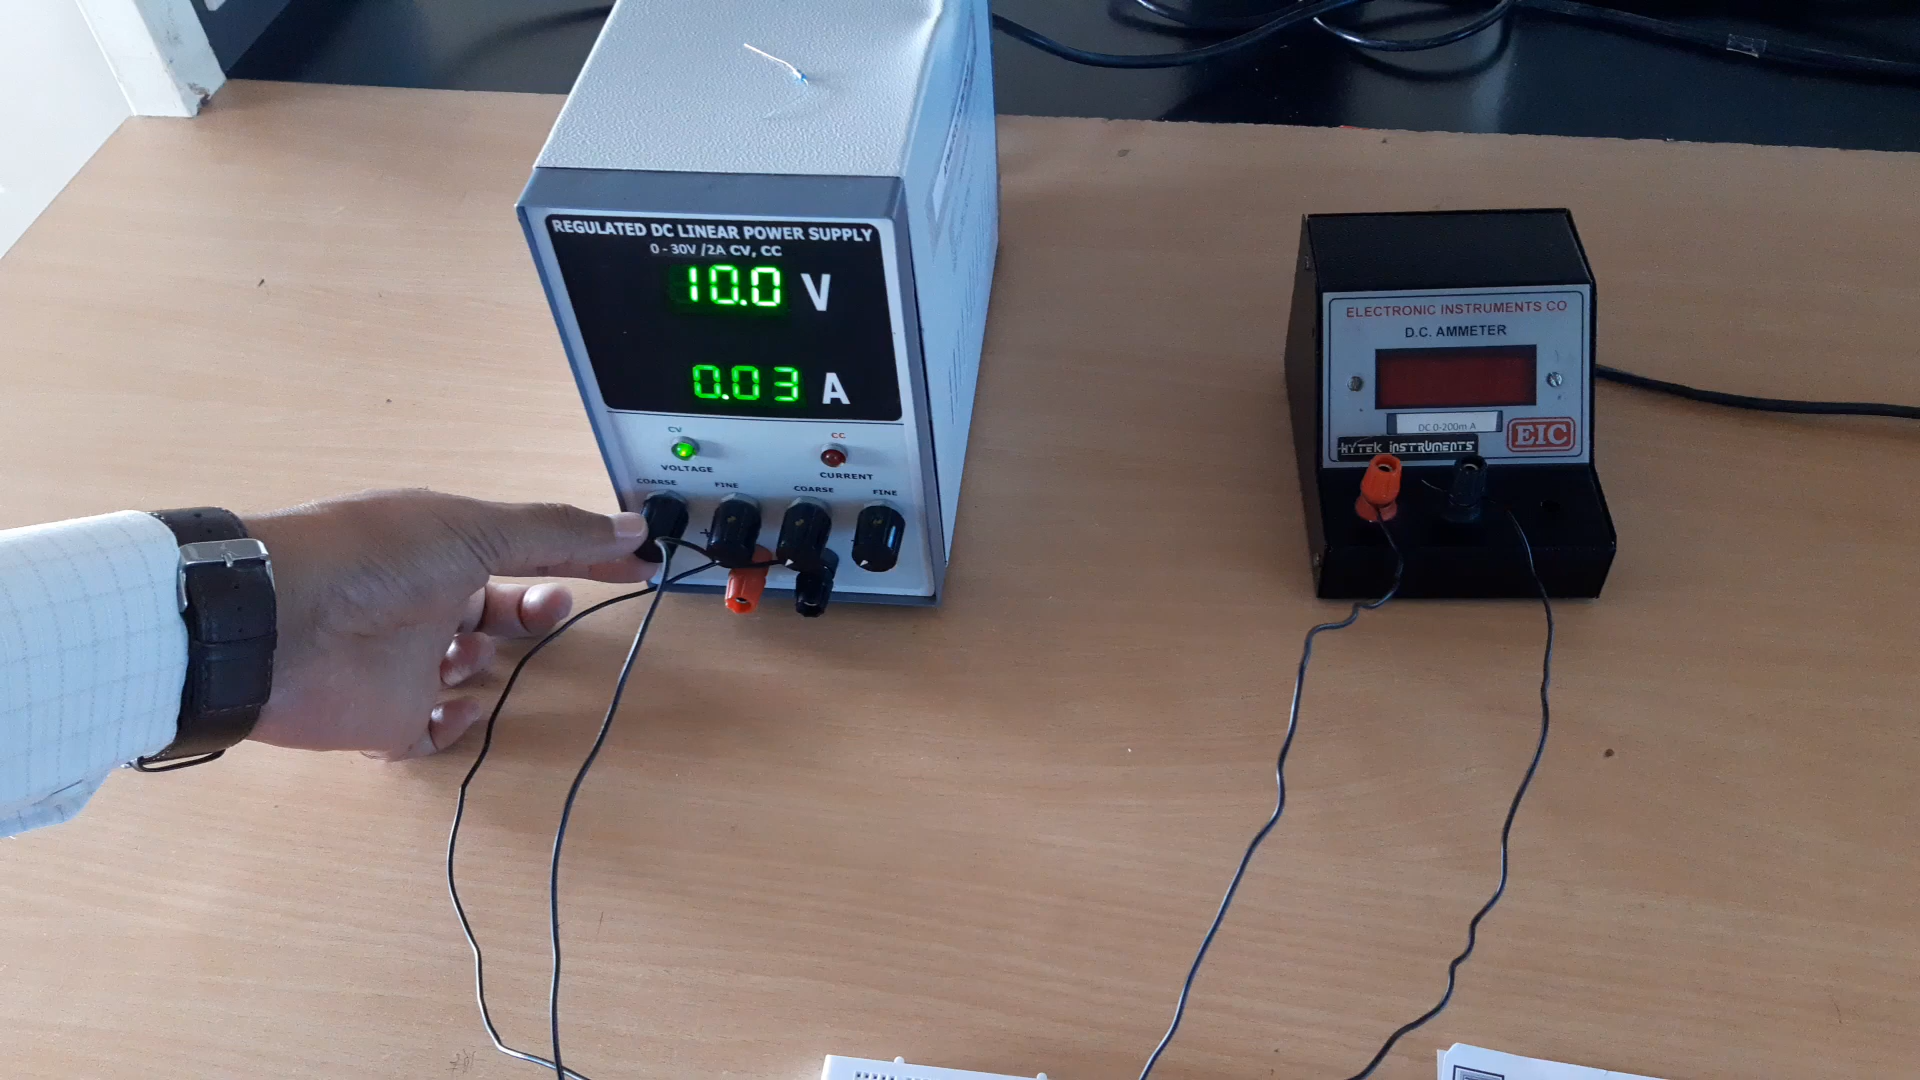 REGULATED DC LINEAR POWER SUPPLY
0 - 30V /2A CV, CC
10.0 V
0.03 A
CV
CC
VOLTAGE
CURRENT
COARSE
FINE
COARSE
FINE
ELECTRONIC INSTRUMENTS CO
D.C. AMMETER
DC 0-200m A
HYTEK INSTRUMENTS
EIC